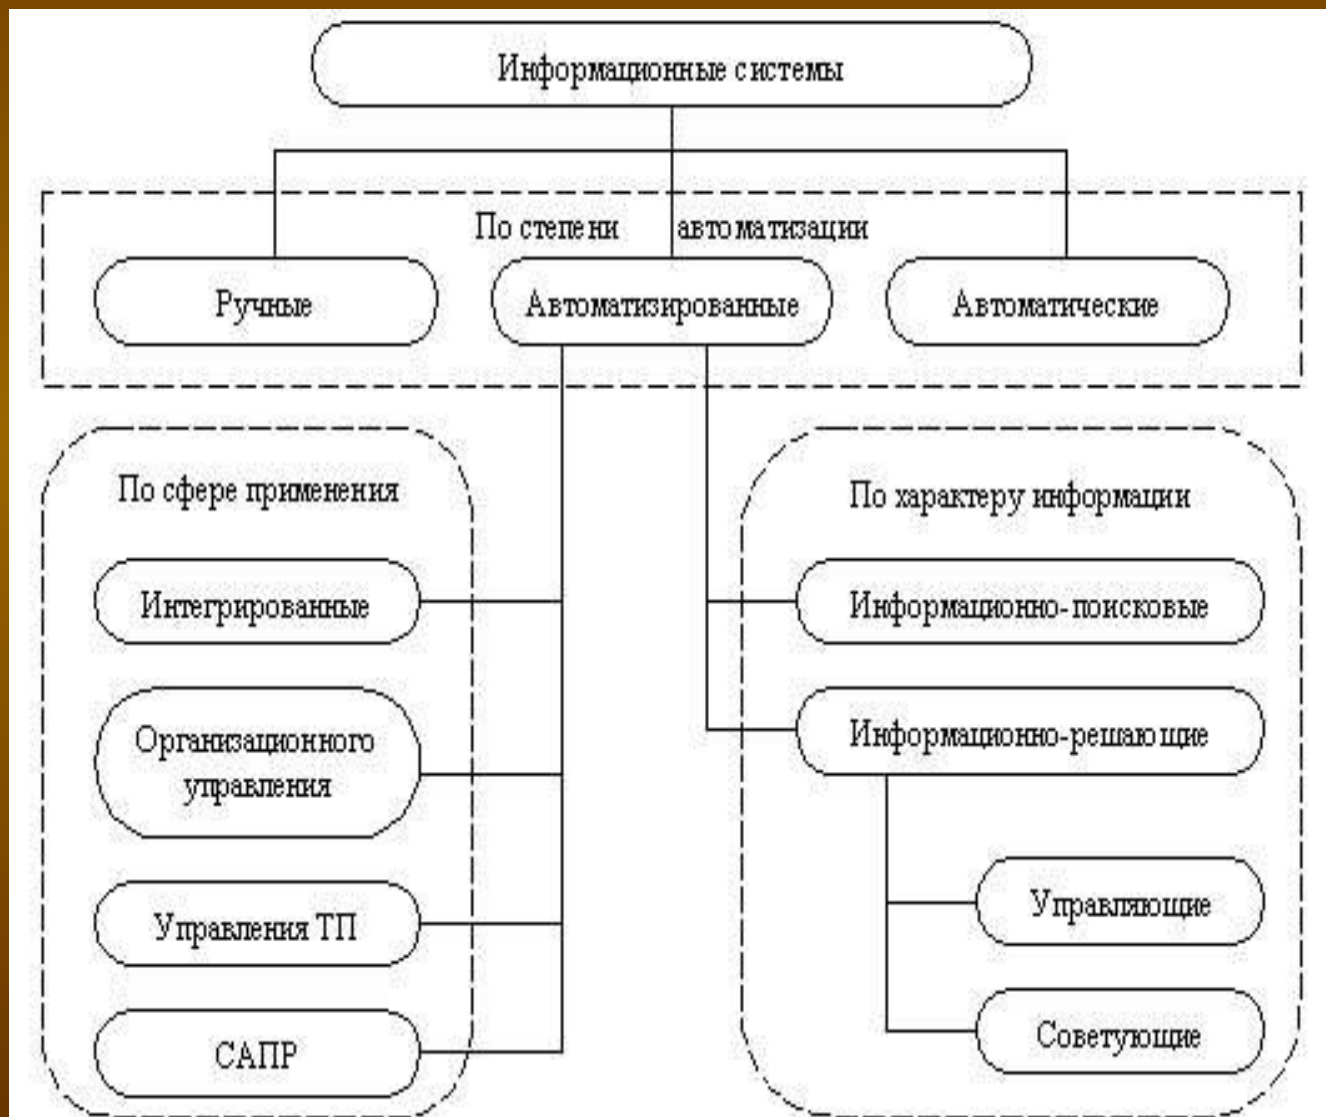 Информационные системы
По степени автоматизации
Ручные
Автоматизированные
Автоматические
По сфере применения
Интегрированные
Организационного
управления
Управления ТП
САПР
По характеру информации
Информационно-поисковые
Информационно-решающие
Управляющие
Советующие